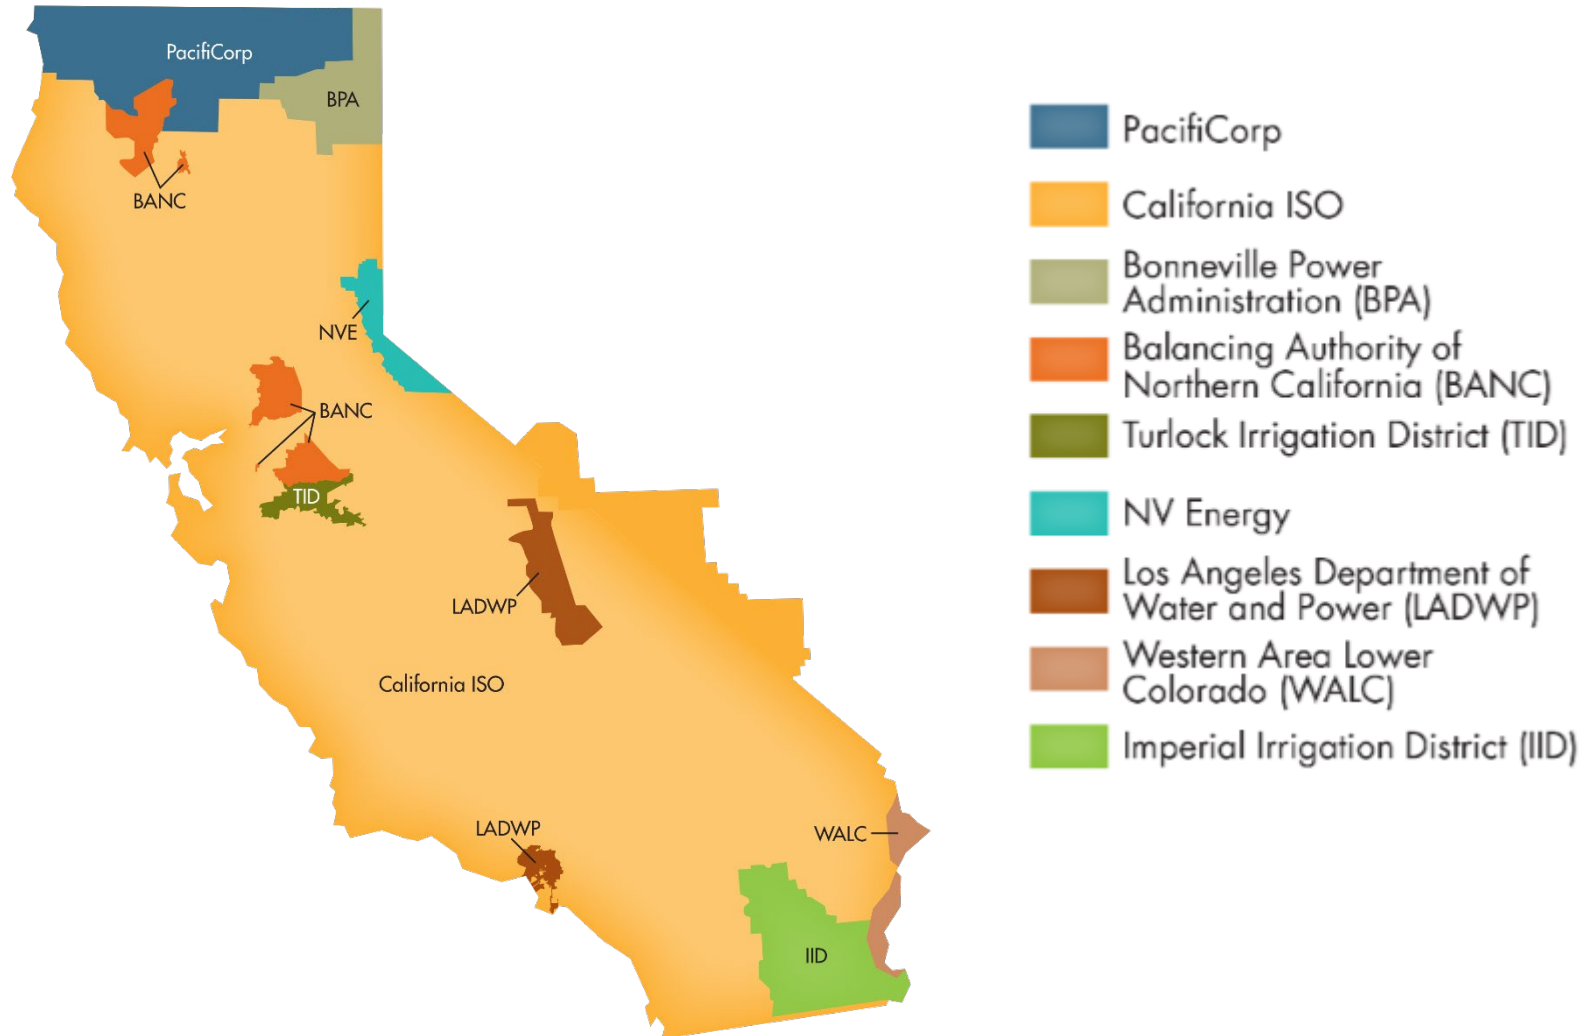 PacifiCorp
BPA
BANC
NVE
BANC
TID
LADWP
California ISO
LADWP
WALC
IID
PacifiCorp
California ISO
Bonneville Power
Administration (BPA)
Balancing Authority of
Northern California (BANC)
Turlock Irrigation District (TID)
NV Energy
Los Angeles Department of
Water and Power (LADWP)
Western Area Lower
Colorado (WALC)
Imperial Irrigation District (IID)